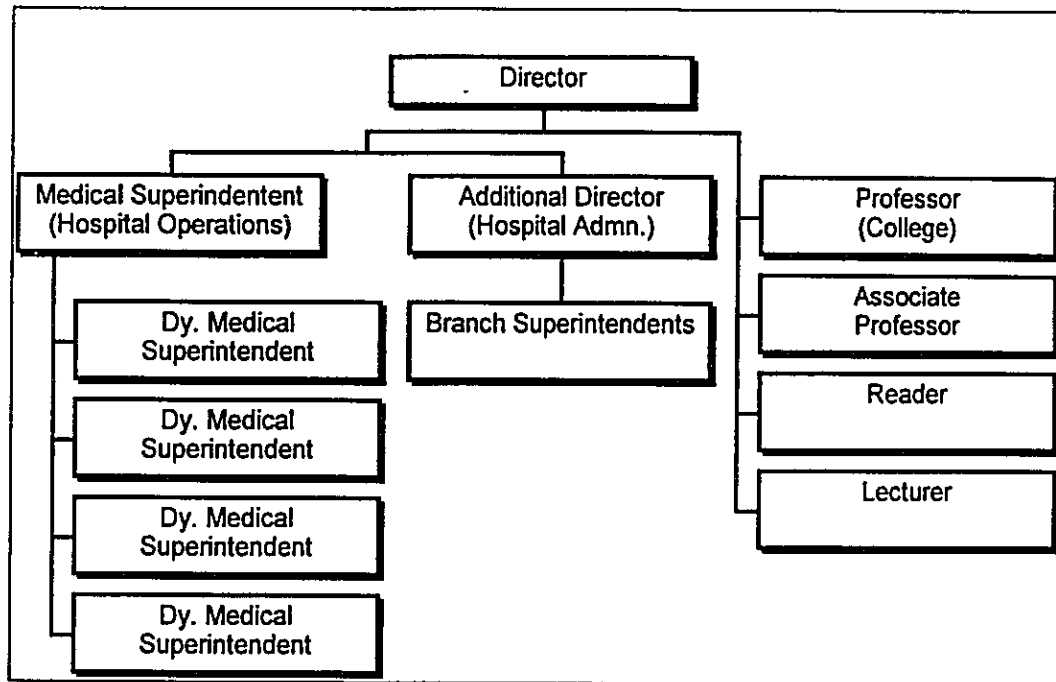 Director
Medical Superindentent
(Hospital Operations)
Additional Director
(Hospital Admn.)
Professor
(College)
Dy. Medical
Superintendent
Branch Superintendents
Associate
Professor
Dy. Medical
Superintendent
Reader
Dy. Medical
Superintendent
Lecturer
Dy. Medical
Superintendent